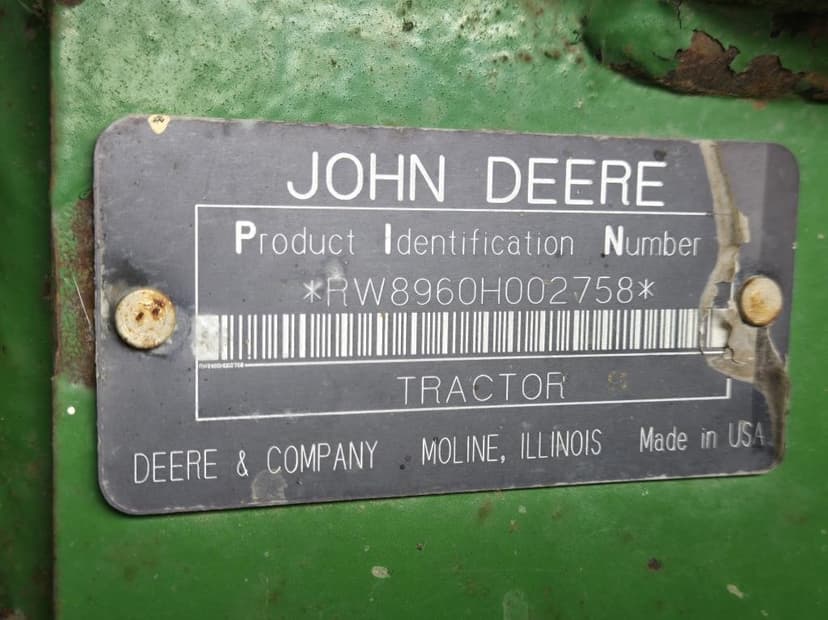 JOHN DEERE
Product Identification Number
*RW8960H002758*
TRACTOR
DEERE & COMPANY MOLINE, ILLINOIS Made in USA